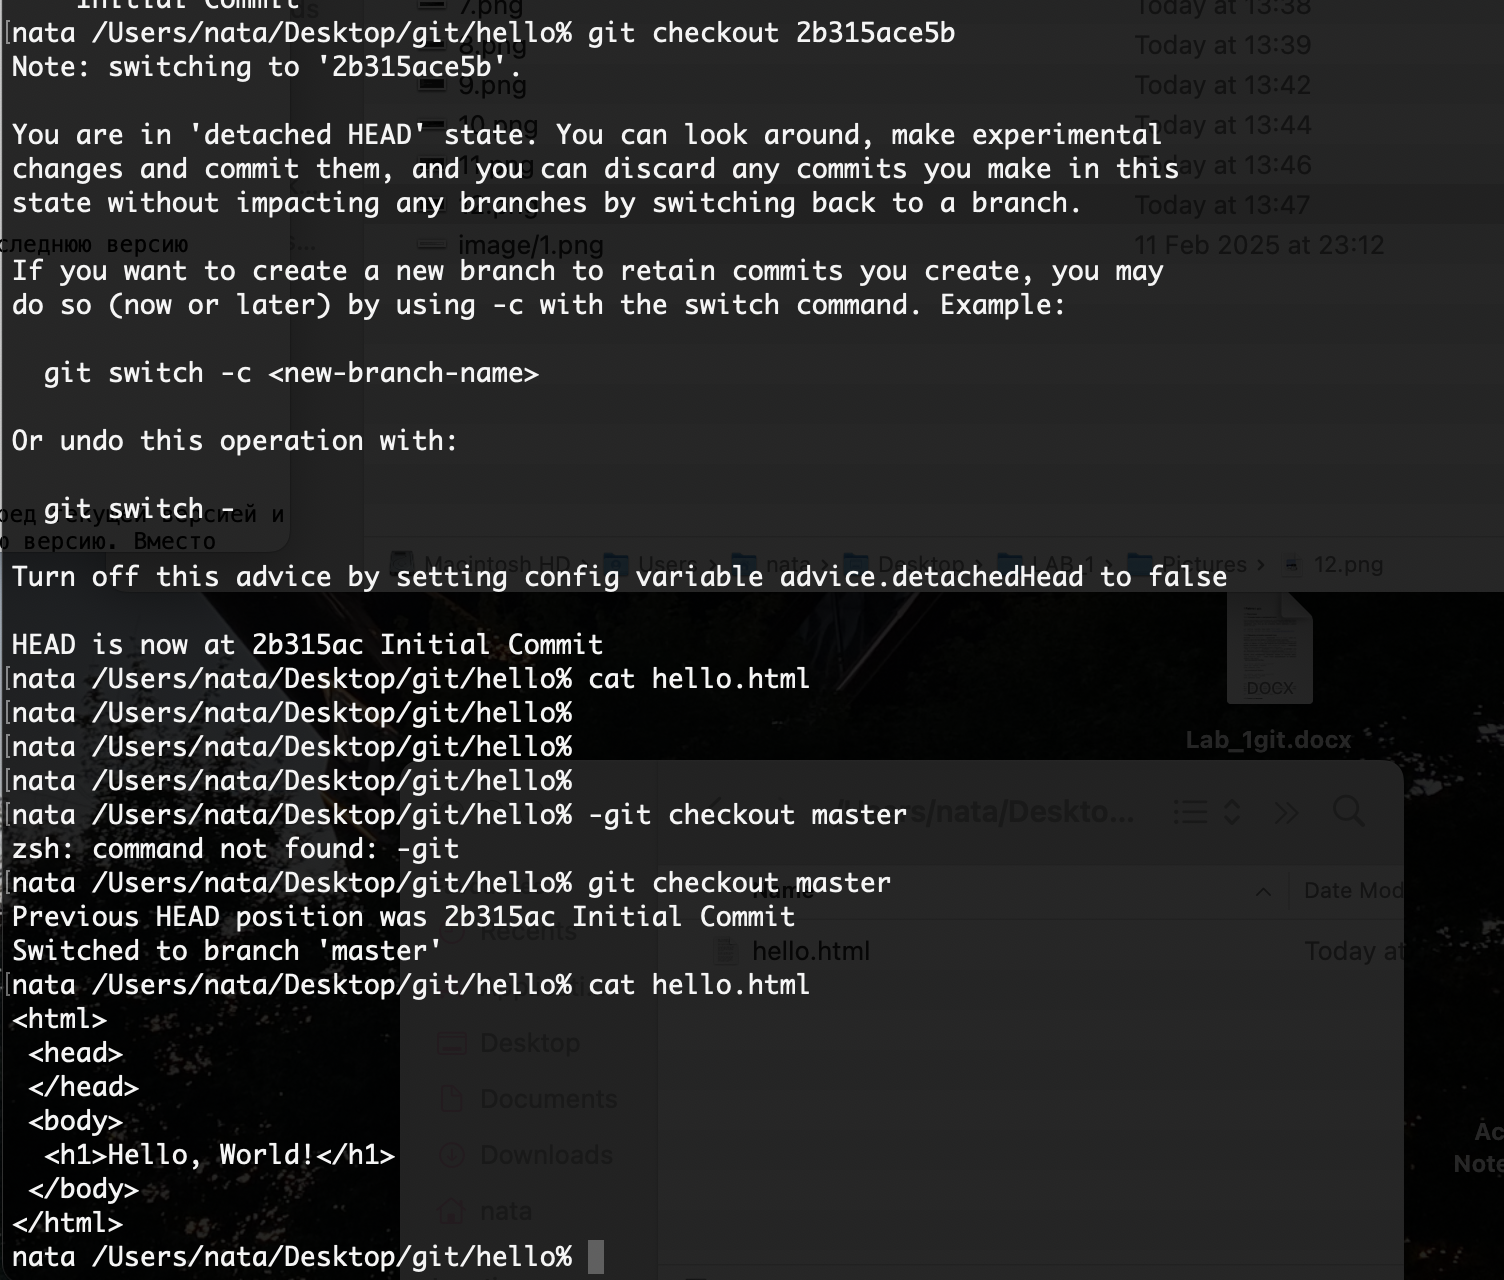 Initial Commit
nata /Users/nata/Desktop/git/hello% git checkout 2b315ace5b
Note: switching to '2b315ace5b'.
You are in 'detached HEAD' state. You can look around, make experimental
changes and commit them, and you can discard any commits you make in this
state without impacting any branches by switching back to a branch.
If you want to create a new branch to retain commits you create, you may
do so (now or later) by using -c with the switch command. Example:
git switch -c <new-branch-name>
Or undo this operation with:
git switch -
Turn off this advice by setting config variable advice.detachedHead to false
HEAD is now at 2b315ac Initial Commit
nata /Users/nata/Desktop/git/hello% cat hello.html
nata /Users/nata/Desktop/git/hello%
nata /Users/nata/Desktop/git/hello%
nata /Users/nata/Desktop/git/hello%
nata /Users/nata/Desktop/git/hello% -git checkout master
zsh: command not found: -git
nata /Users/nata/Desktop/git/hello% git checkout master
Previous HEAD position was 2b315ac Initial Commit
Switched to branch 'master'
nata /Users/nata/Desktop/git/hello% cat hello.html
<html>
<head>
</head>
<body>
<h1>Hello, World!</h1>
</body>
</html>
nata /Users/nata/Desktop/git/hello%
7.png Today at 13:38
8.png Today at 13:39
9.png Today at 13:42
10.png Today at 13:44
11.png Today at 13:46
12.png Today at 13:47
image/1.png 11 Feb 2025 at 23:12
версию
текущей версией и
версию. Вместо
Macintosh HD › Users › nata › Desktop › LAB_1 › Pictures › 12.png
DOCX
Lab_1git.docx
/Users/nata/Deskto...
Name Date Mod
Recents
hello.html Today at
Desktop
Documents
Downloads
nata